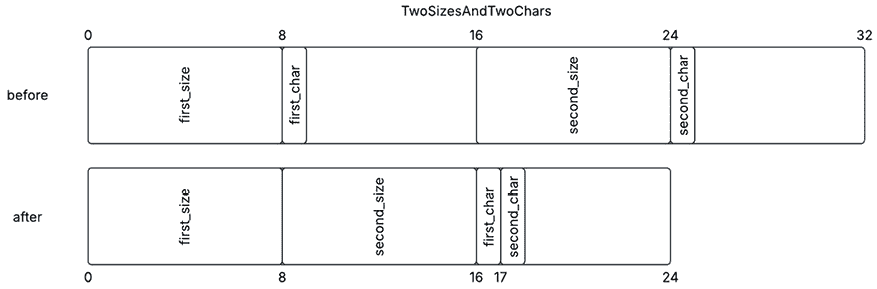 TwoSizesAndTwoChars
0 8 16 24 32
before
first_size
first_char
second_size
second_char
after
first_size
second_size
first_char
second_char
0 8 16 17 24